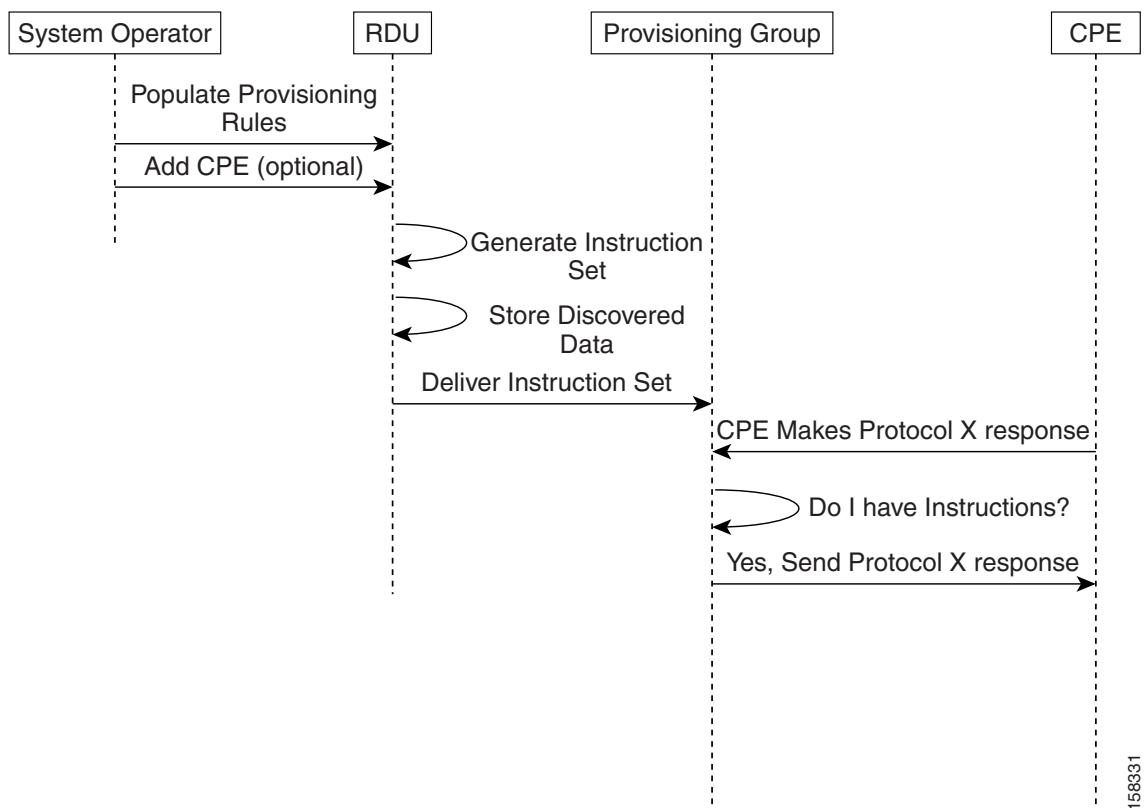 System Operator
RDU
Provisioning Group
CPE
Populate Provisioning
Rules
Add CPE (optional)
Generate Instruction
Set
Store Discovered
Data
Deliver Instruction Set
CPE Makes Protocol X response
Do I have Instructions?
Yes, Send Protocol X response
158331